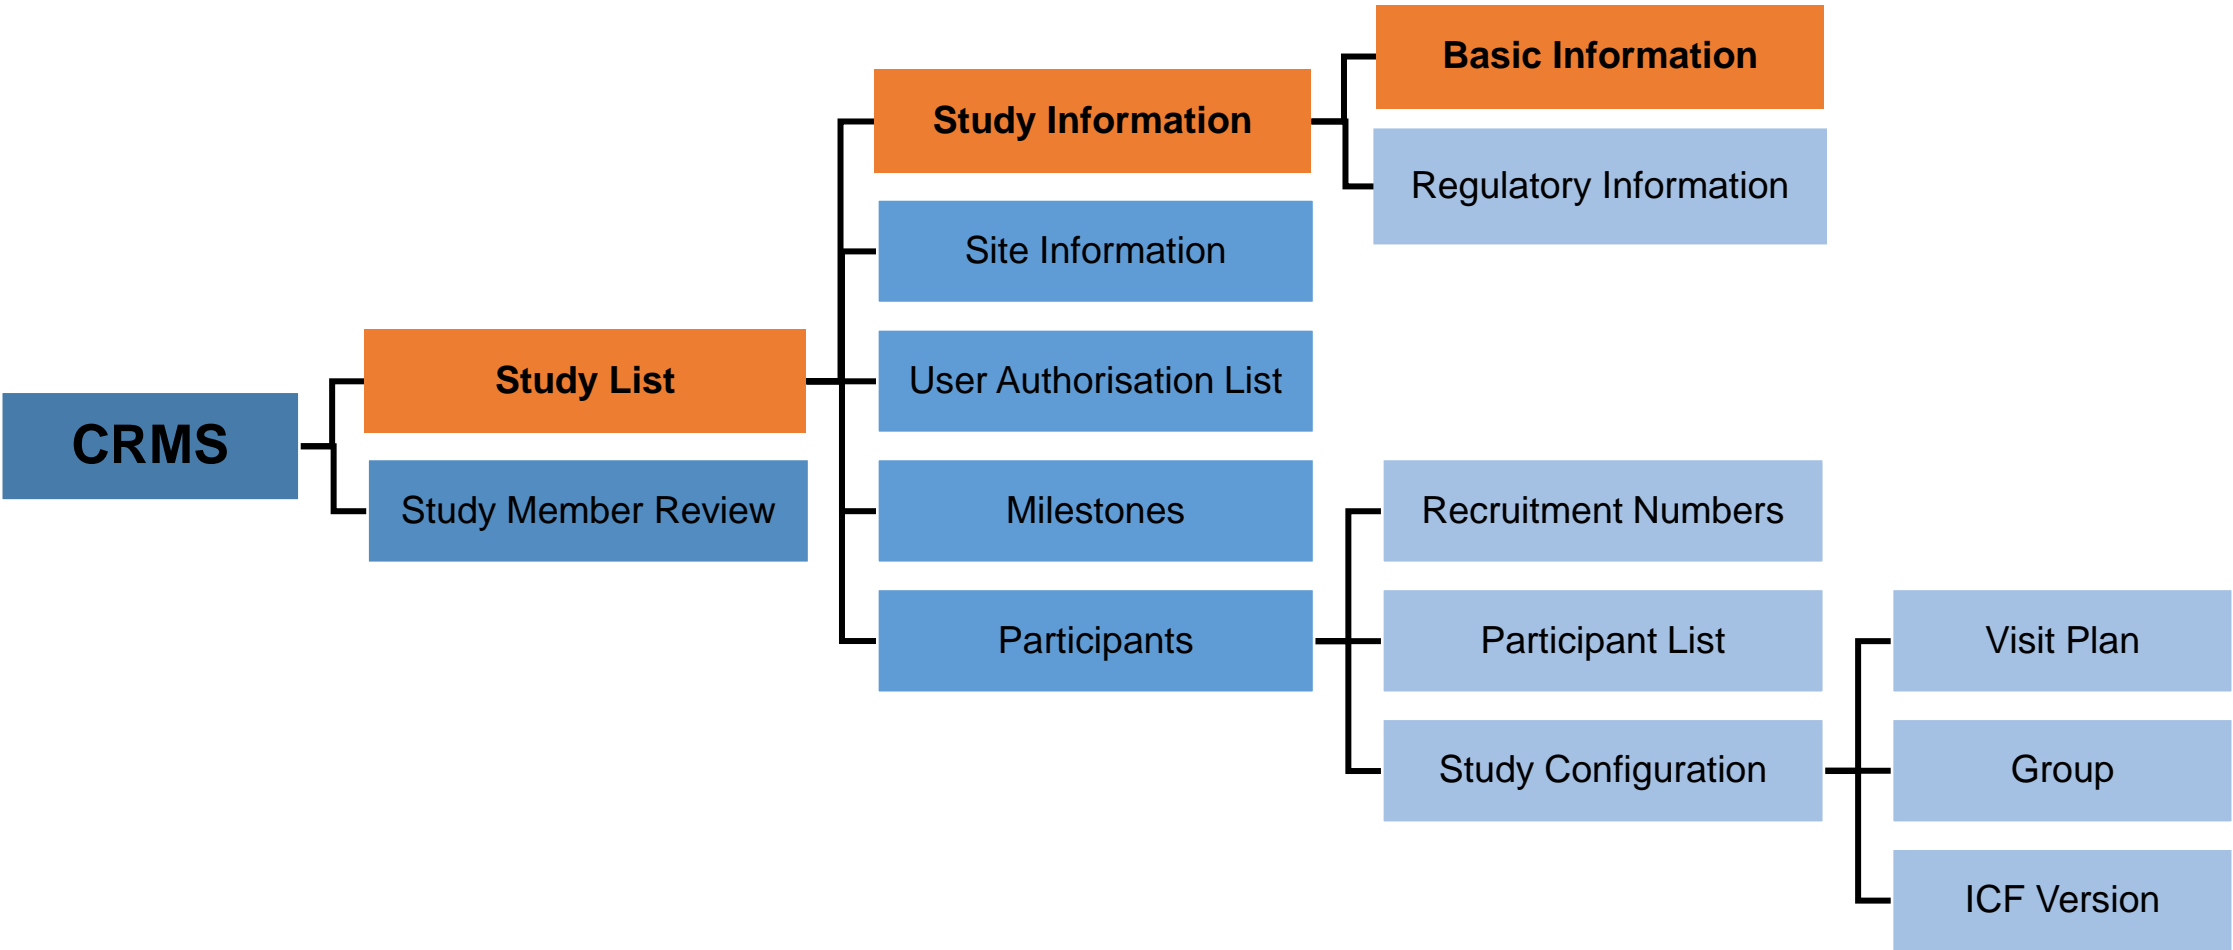 CRMS
Study List
Study Member Review
Study Information
Site Information
User Authorisation List
Milestones
Participants
Basic Information
Regulatory Information
Recruitment Numbers
Participant List
Study Configuration
Visit Plan
Group
ICF Version